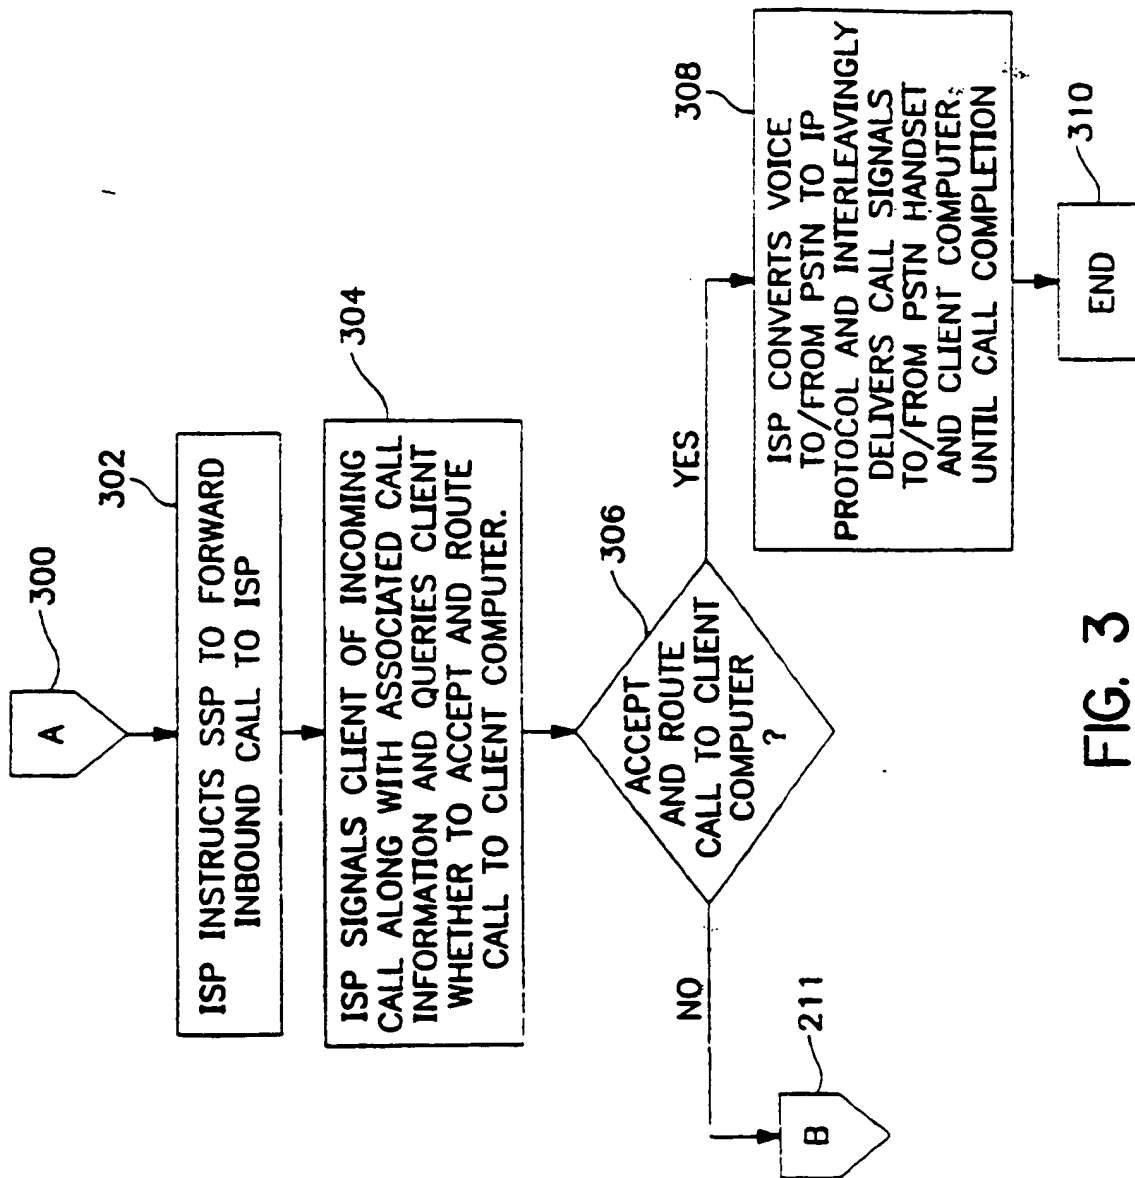 A
300
ISP INSTRUCTS SSP TO FORWARD
INBOUND CALL TO ISP
302
ISP SIGNALS CLIENT OF INCOMING
CALL ALONG WITH ASSOCIATED CALL
INFORMATION AND QUERIES CLIENT
WHETHER TO ACCEPT AND ROUTE
CALL TO CLIENT COMPUTER.
304
ACCEPT
AND ROUTE
CALL TO CLIENT
COMPUTER
?
306
NO
YES
B
211
ISP CONVERTS VOICE
TO/FROM PSTN TO IP
PROTOCOL AND INTERLEAVINGLY
DELIVERS CALL SIGNALS
TO/FROM PSTN HANDSET
AND CLIENT COMPUTER,
UNTIL CALL COMPLETION
308
END
310
FIG. 3